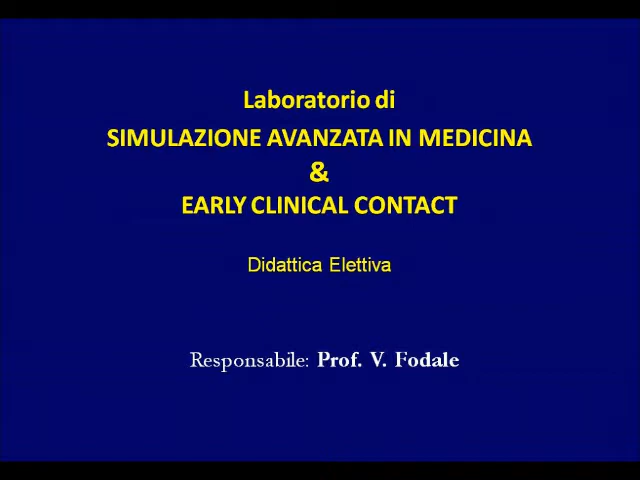 Laboratorio di
SIMULAZIONE AVANZATA IN MEDICINA
&
EARLY CLINICAL CONTACT
Didattica Elettiva
Responsabile: Prof. V. Fodale